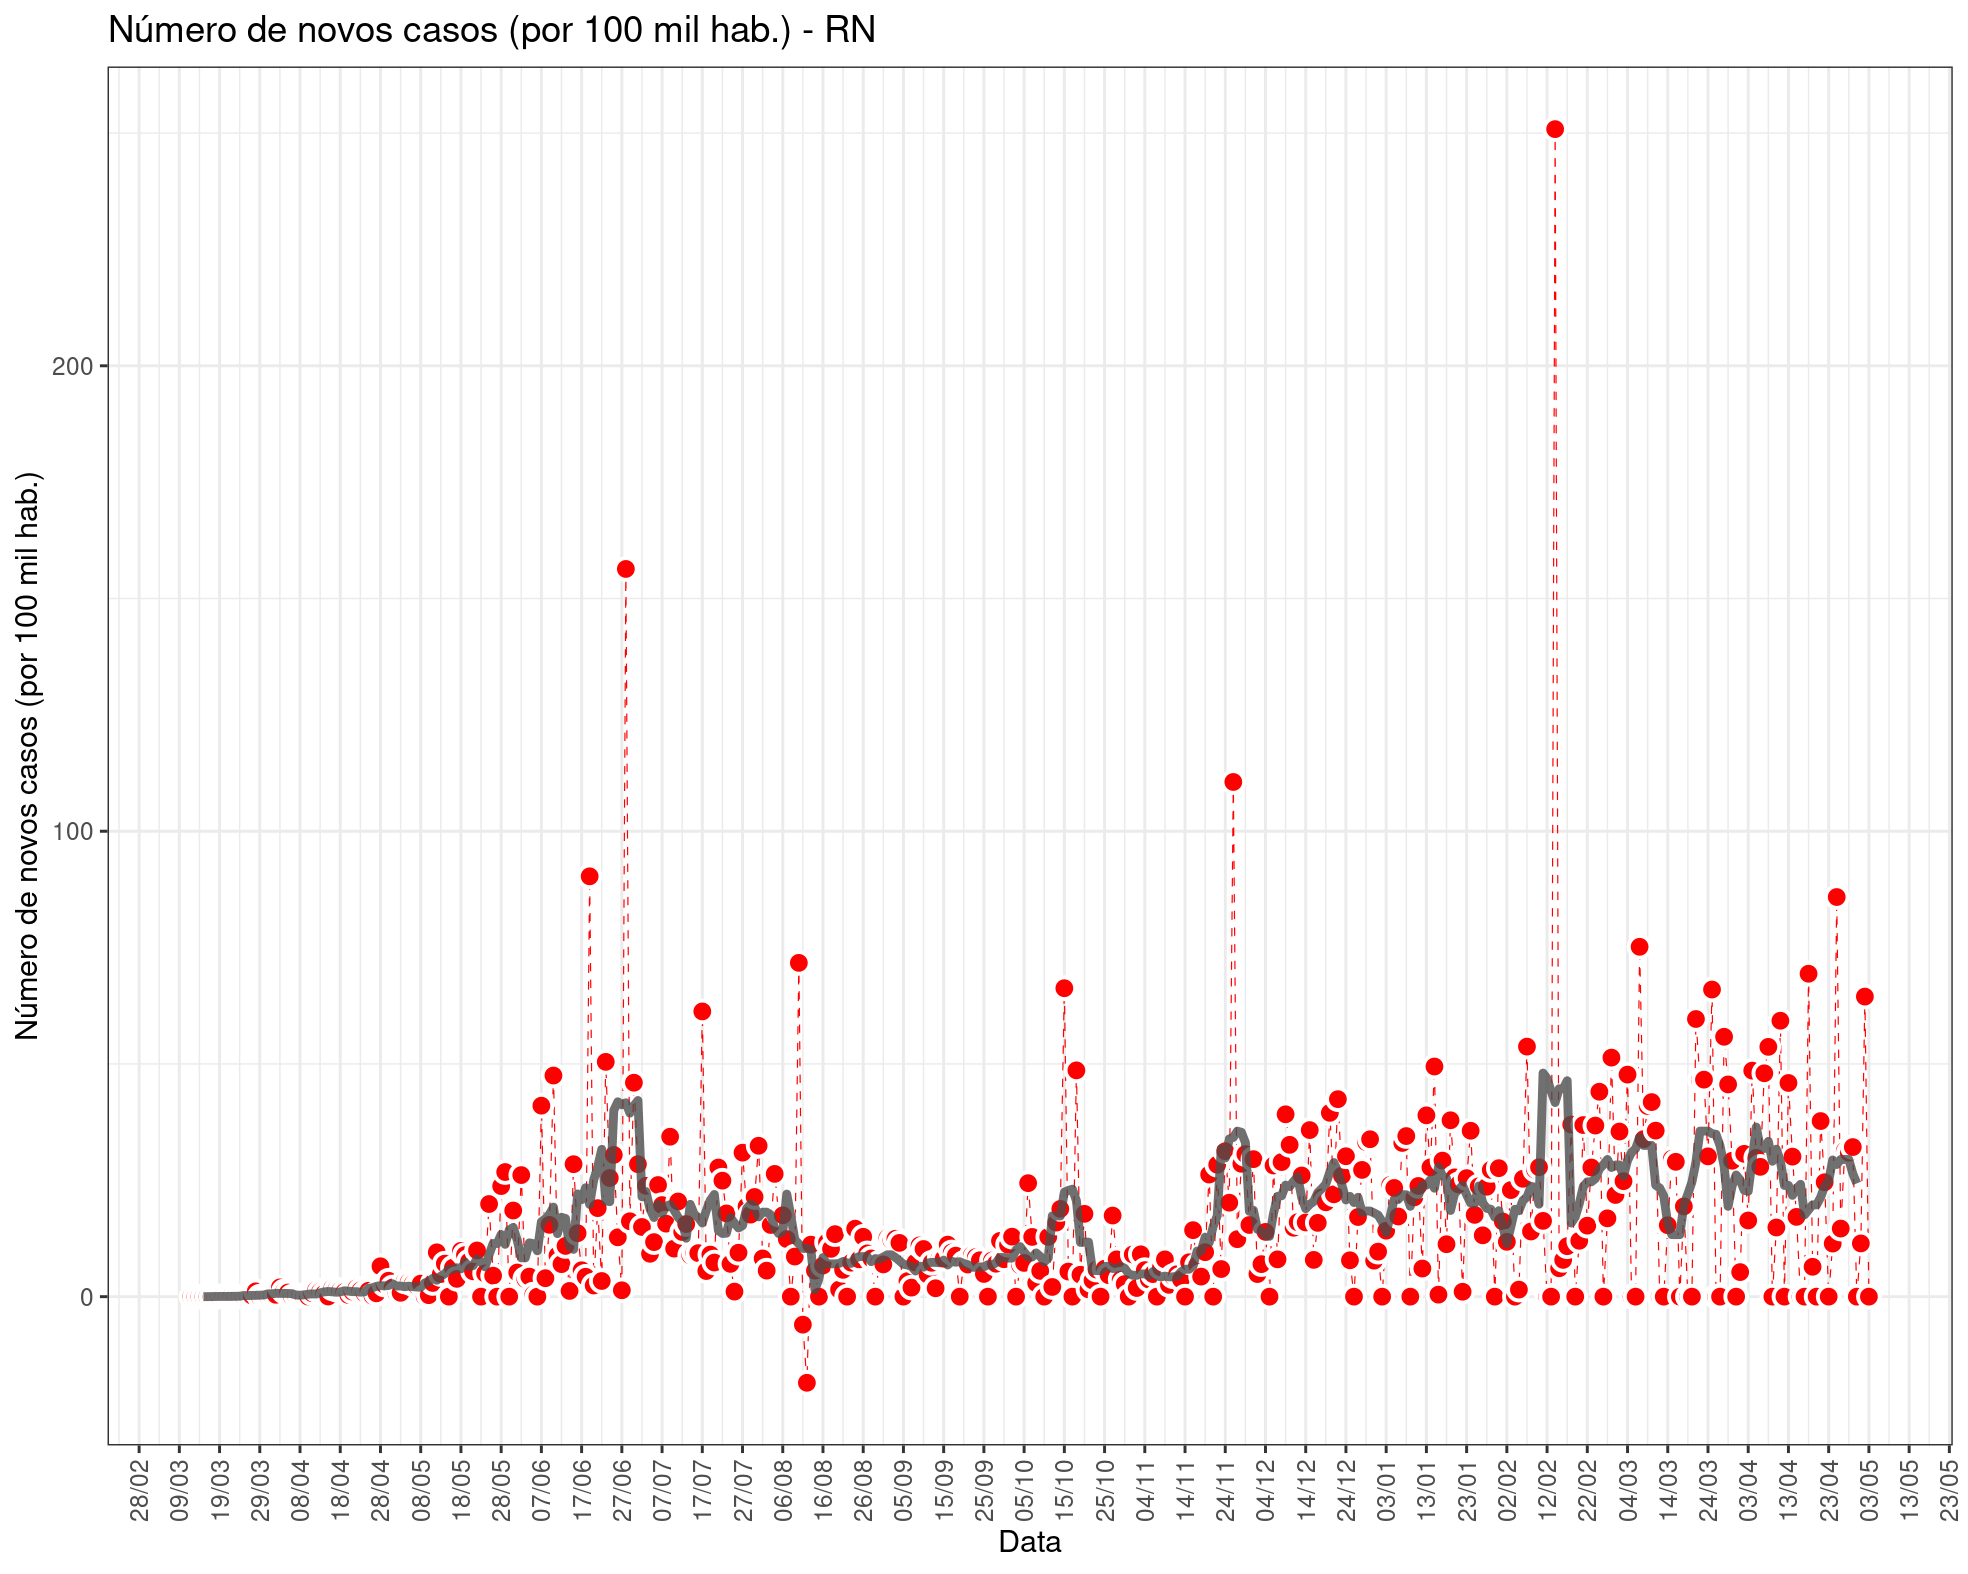 Número de novos casos (por 100 mil hab.) - RN
Número de novos casos (por 100 mil hab.)
200
100
0
28/02 09/03 19/03 29/03 08/04 18/04 28/04 08/05 18/05 28/05 07/06 17/06 27/06 07/07 17/07 27/07 06/08 16/08 26/08 05/09 15/09 25/09 05/10 15/10 25/10 04/11 14/11 24/11 04/12 14/12 24/12 03/01 13/01 23/01 02/02 12/02 22/02 04/03 14/03 24/03 03/04 13/04 23/04 03/05 13/05 23/05
Data